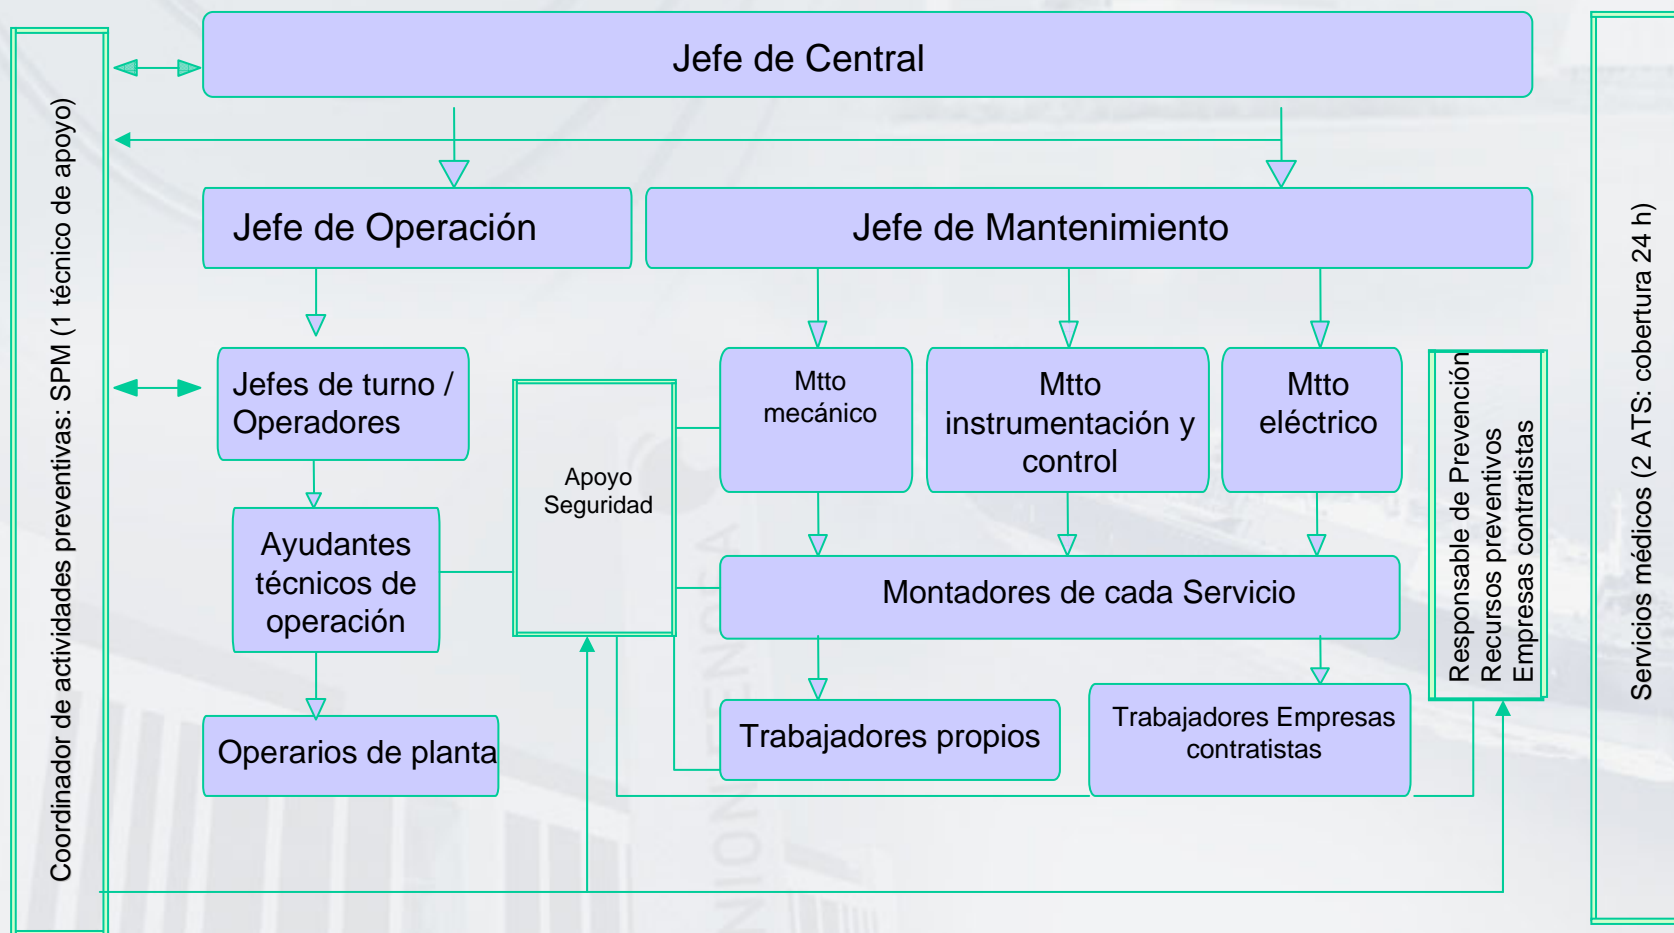 Jefe de Central
Coordinador de actividades preventivas: SPM (1 técnico de apoyo)
Jefe de Operación
Jefe de Mantenimiento
Jefes de turno /
Operadores
Mtto
mecánico
Mtto
instrumentación y
control
Mtto
eléctrico
Apoyo
Seguridad
Ayudantes
técnicos de
operación
Montadores de cada Servicio
Operarios de planta
Trabajadores propios
Trabajadores Empresas
contratistas
Responsable de Prevención
Recursos preventivos
Empresas contratistas
Servicios médicos (2 ATS: cobertura 24 h)
UNION FENOSA